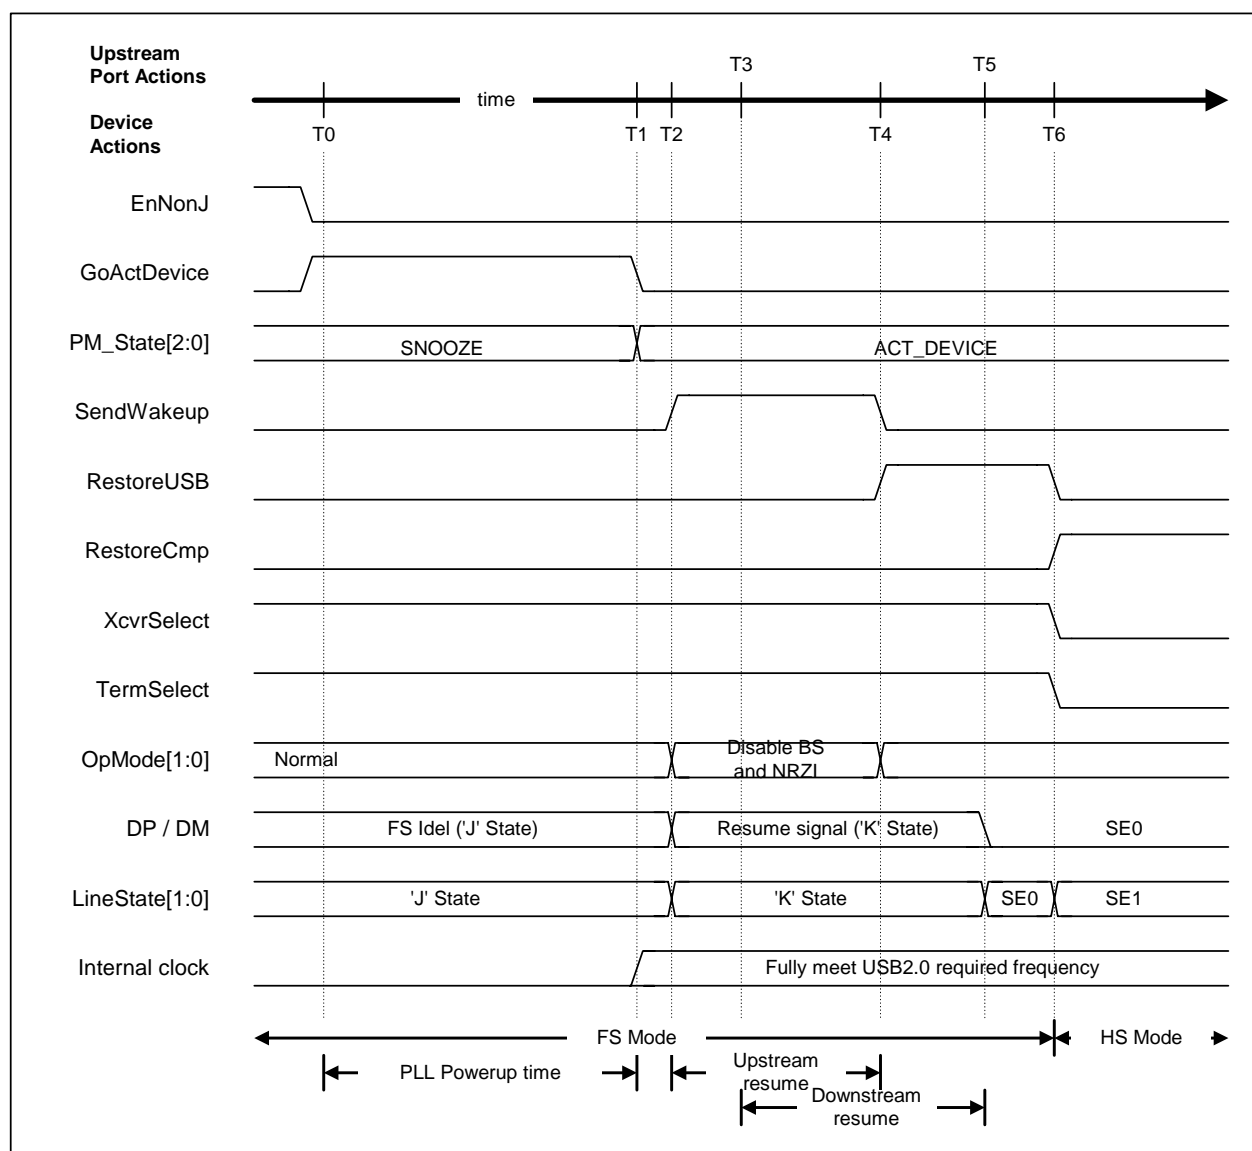 Upstream
Port Actions
T3
T5
time
Device
Actions
T0
T1
T2
T4
T6
EnNonJ
GoActDevice
PM_State[2:0]
SNOOZE
ACT_DEVICE
SendWakeup
RestoreUSB
RestoreCmp
XcvrSelect
TermSelect
OpMode[1:0]
Normal
Disable BS
and NRZI
DP / DM
FS Idel ('J' State)
Resume signal ('K' State)
SE0
LineState[1:0]
'J' State
'K' State
SE0
SE1
Internal clock
Fully meet USB2.0 required frequency
FS Mode
HS Mode
PLL Powerup time
Upstream
resume
Downstream
resume